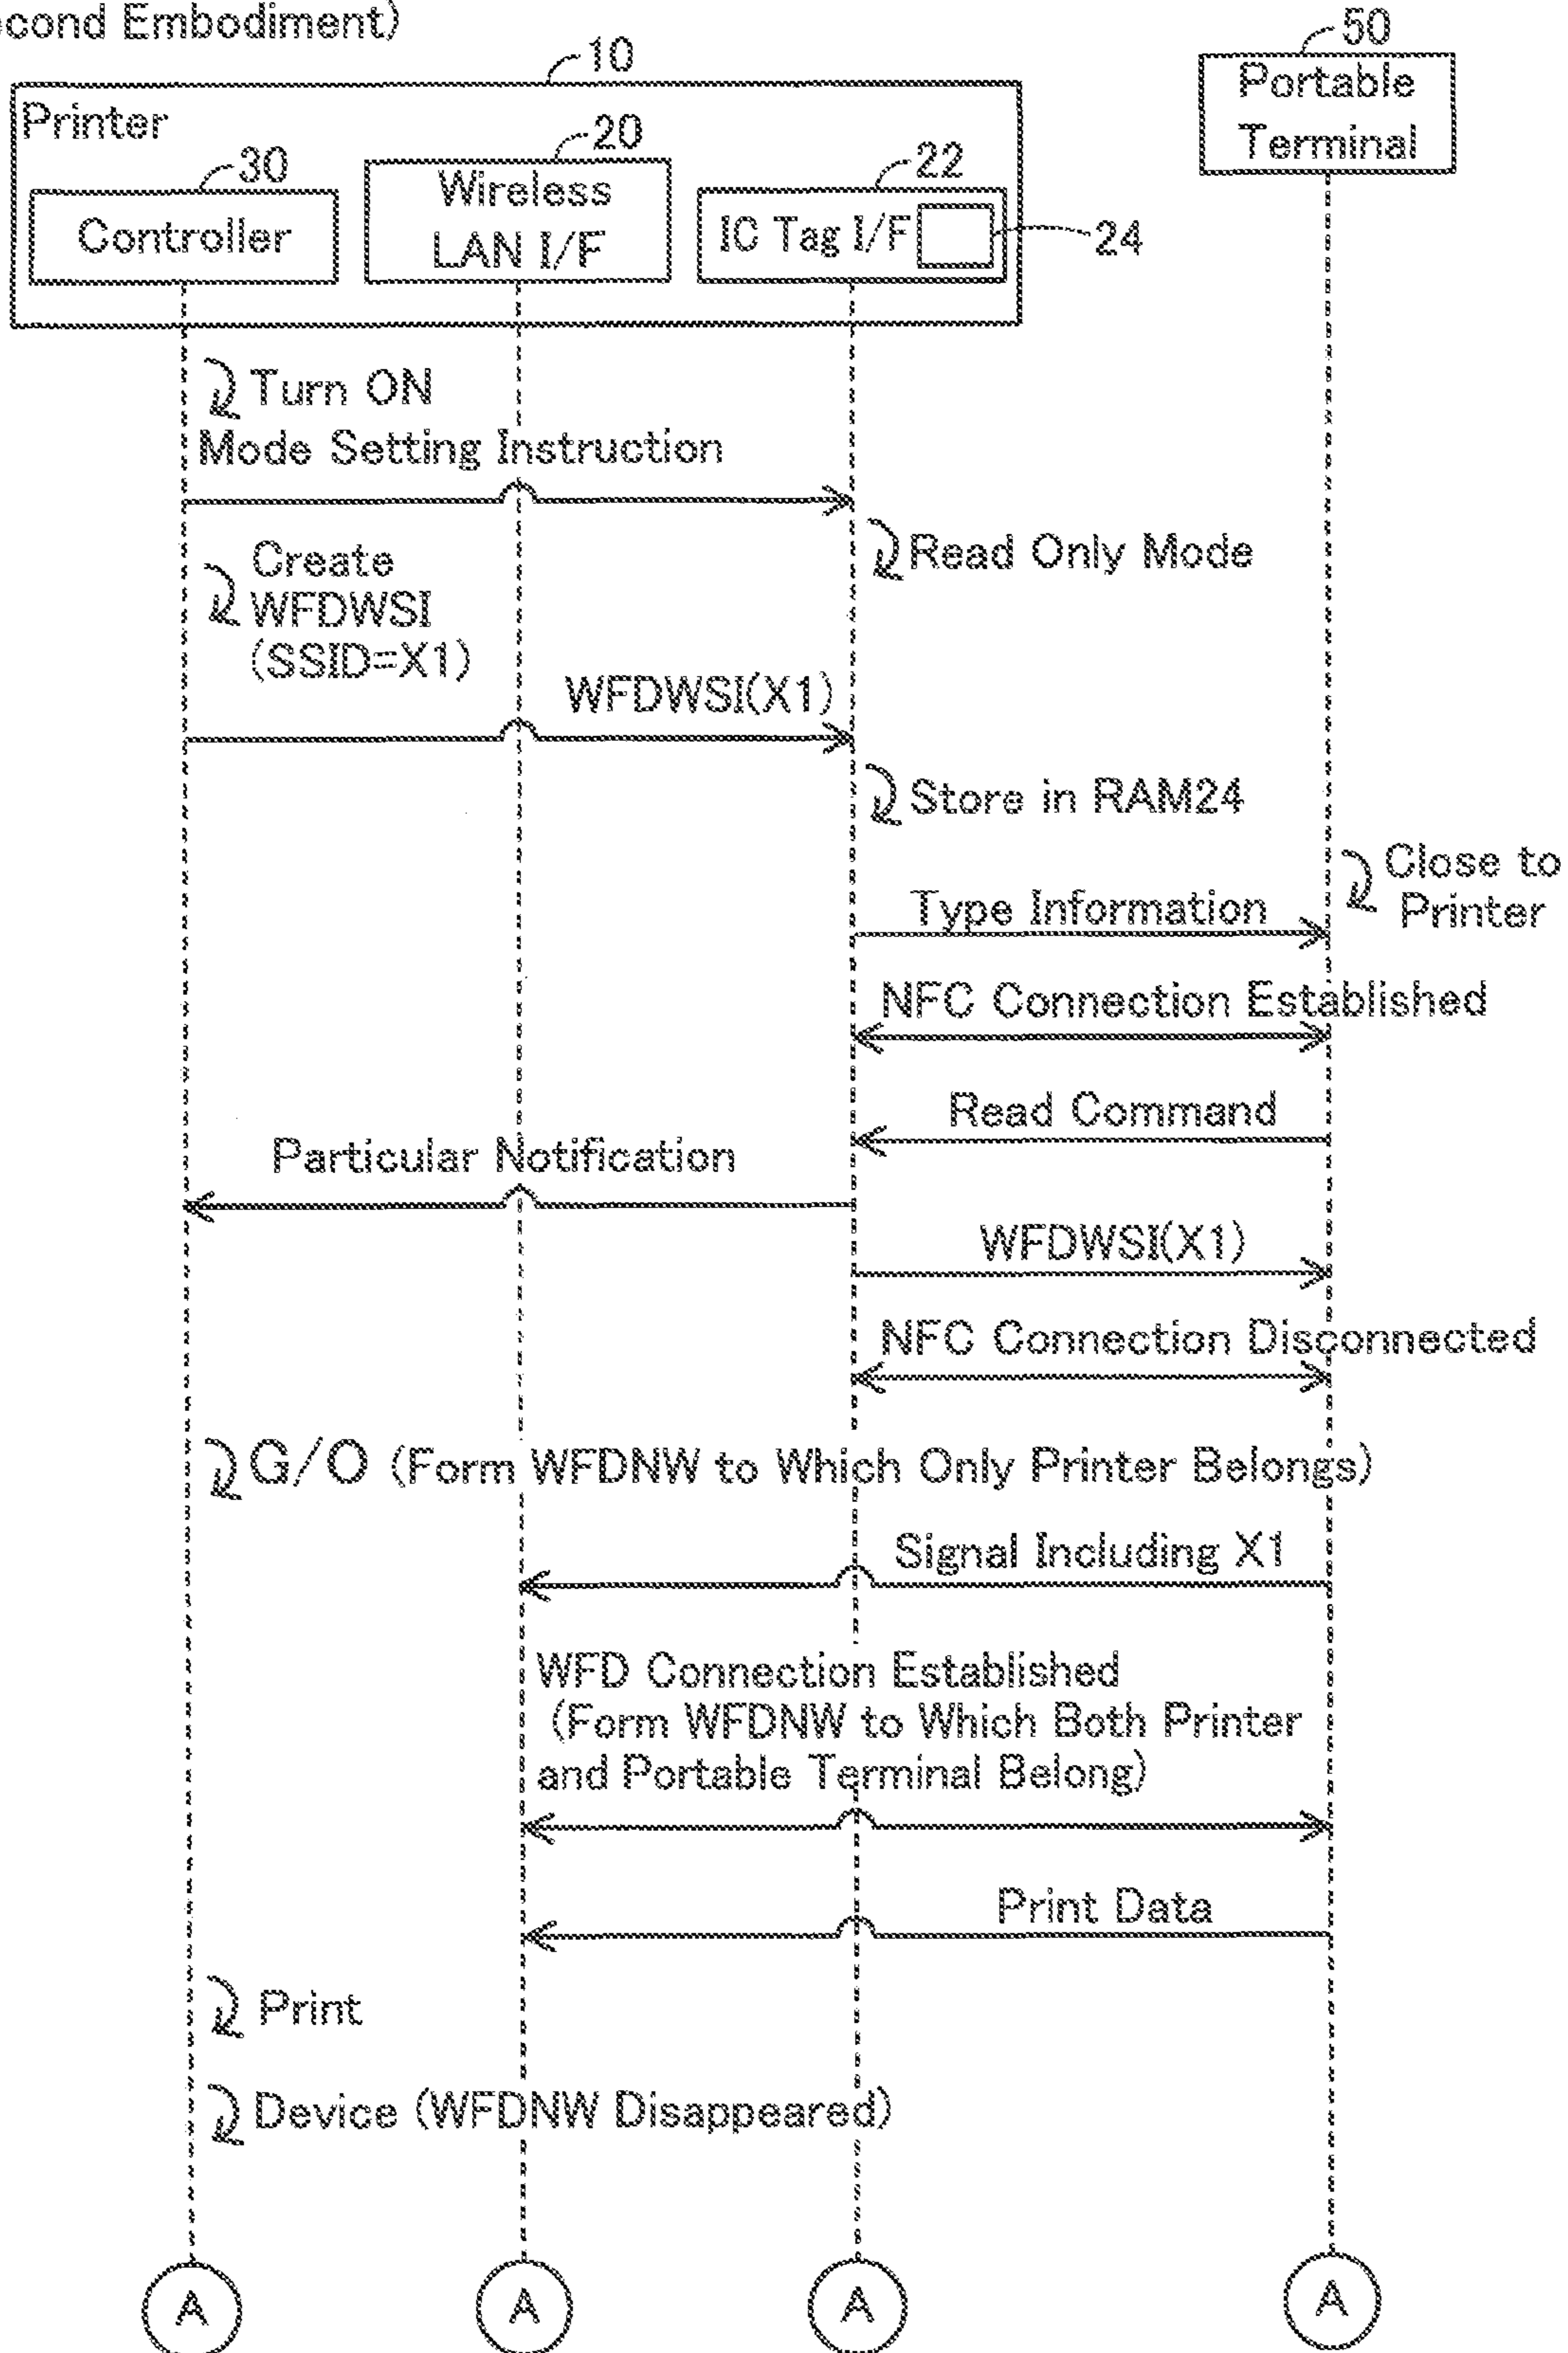 cond Embodiment)
10
50
Printer
Portable
Terminal
30
20
22
Controller
Wireless
LAN I/F
IC Tag I/F
24
Turn ON
Mode Setting Instruction
Read Only Mode
Create
WFDWSI
(SSID=X1)
WFDWSI(X1)
Store in RAM24
Close to
Printer
Type Information
NFC Connection Established
Read Command
Particular Notification
WFDWSI(X1)
NFC Connection Disconnected
G/O (Form WFDNW to Which Only Printer Belongs)
Signal Including X1
WFD Connection Established
(Form WFDNW to Which Both Printer
and Portable Terminal Belong)
Print Data
Print
Device (WFDNW Disappeared)
A
A
A
A